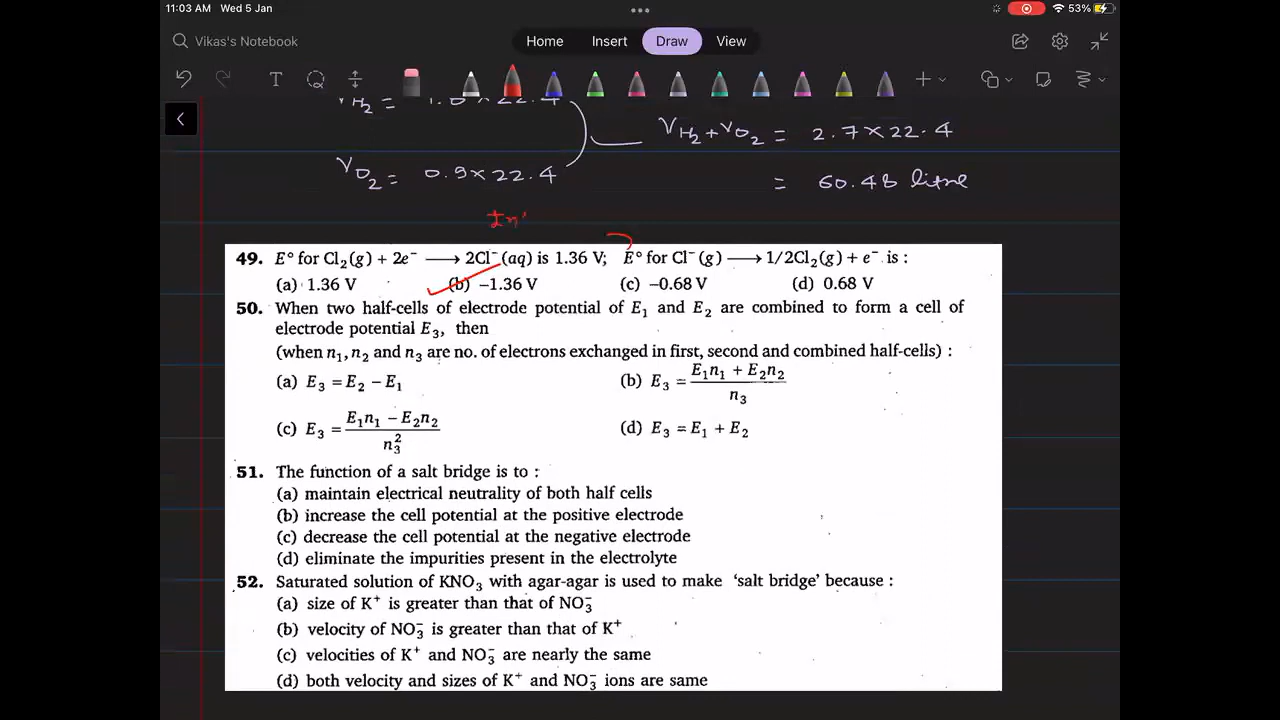 11:03 AM Wed 5 Jan
53%
Vikas's Notebook
Home Insert Draw View
V_H₂ = 1.8 × 22.4
V_H₂ + V_O₂ = 2.7 × 22.4
V_O₂ = 0.9 × 22.4
= 60.48 litre
49. E° for Cl₂(g) + 2e⁻ ⟶ 2Cl⁻(aq) is 1.36 V; E° for Cl⁻(g) ⟶ 1/2Cl₂(g) + e⁻ is :
(a) 1.36 V (b) −1.36 V (c) −0.68 V (d) 0.68 V
50. When two half-cells of electrode potential of E₁ and E₂ are combined to form a cell of
electrode potential E₃, then
(when n₁, n₂ and n₃ are no. of electrons exchanged in first, second and combined half-cells) :
(a) E₃ = E₂ − E₁ (b) E₃ = (E₁n₁ + E₂n₂)/n₃
(c) E₃ = (E₁n₁ − E₂n₂)/n₃² (d) E₃ = E₁ + E₂
51. The function of a salt bridge is to :
(a) maintain electrical neutrality of both half cells
(b) increase the cell potential at the positive electrode
(c) decrease the cell potential at the negative electrode
(d) eliminate the impurities present in the electrolyte
52. Saturated solution of KNO₃ with agar-agar is used to make 'salt bridge' because :
(a) size of K⁺ is greater than that of NO₃⁻
(b) velocity of NO₃⁻ is greater than that of K⁺
(c) velocities of K⁺ and NO₃⁻ are nearly the same
(d) both velocity and sizes of K⁺ and NO₃⁻ ions are same